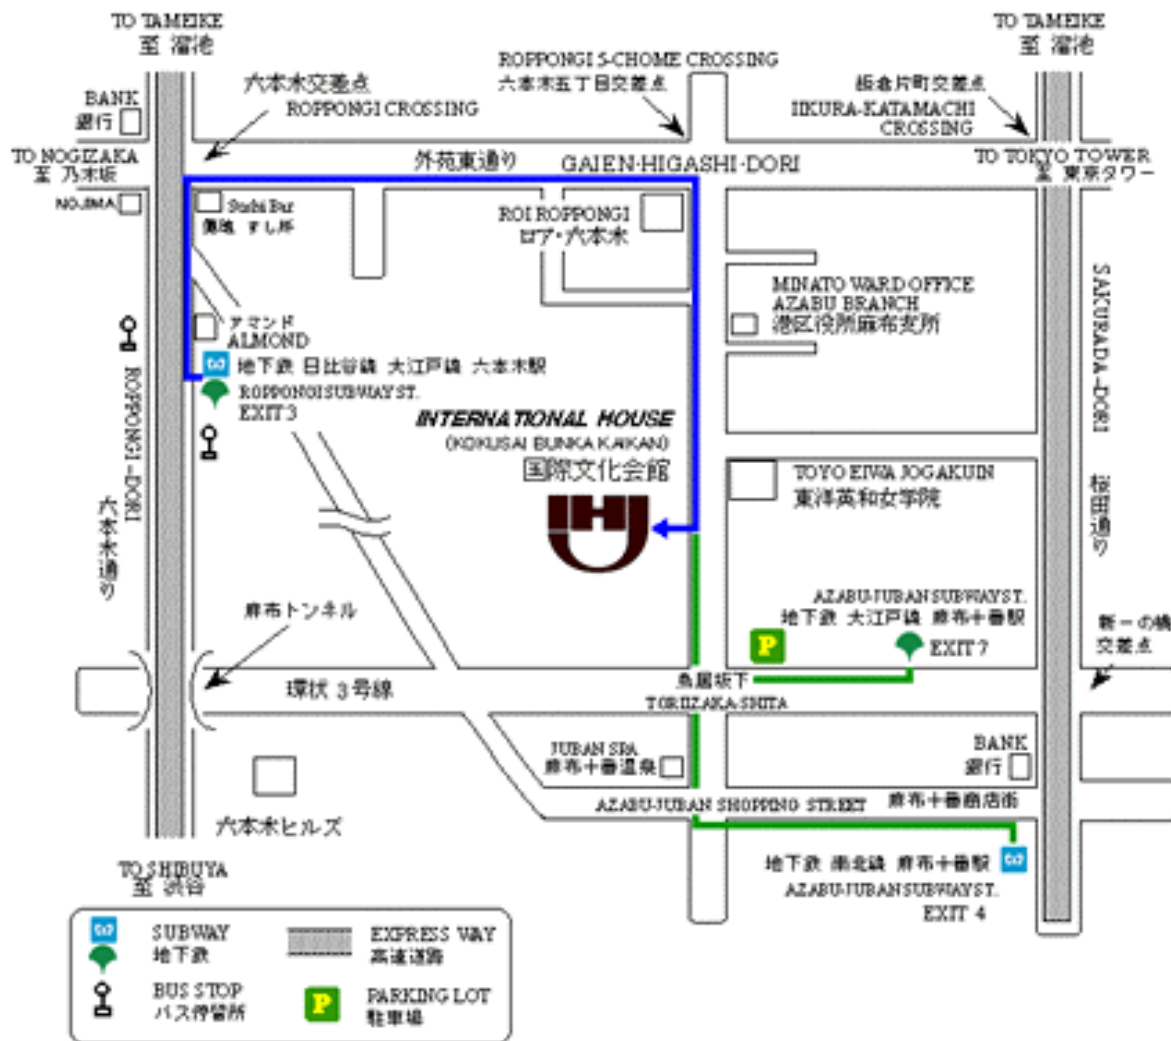 TO TAMEIKE
至 溜池
TO TAMEIKE
至 溜池
ROPPONGI 5-CHOME CROSSING
六本木五丁目交差点
六本木交差点
ROPPONGI CROSSING
飯倉片町交差点
IIKURA-KATAMACHI
CROSSING
BANK
銀行
TO NOGIZAKA
至 乃木坂
外苑東通り
GAIEN-HIGASHI-DORI
TO TOKYO TOWER
至 東京タワー
NOJIMA
Sushi Bar
すし所
ROI ROPPONGI
ロア・六本木
MINATO WARD OFFICE
AZABU BRANCH
港区役所麻布支所
アマンド
ALMOND
地下鉄 日比谷線 大江戸線 六本木駅
ROPPONGI SUBWAY ST.
EXIT 3
ROPPONGI-DORI
六本木通り
SAKURADA-DORI
桜田通り
INTERNATIONAL HOUSE
(KOKUSAI BUNKA KAIKAN)
国際文化会館
IHJ
TOYO EIWA JOGAKUIN
東洋英和女学院
AZABU-JUBAN SUBWAY ST.
地下鉄 大江戸線 麻布十番駅
P
EXIT 7
麻布トンネル
新一の橋
交差点
環状 3号線
鳥居坂下
TORIIZAKA-SHITA
JUBAN SPA
麻布十番温泉
BANK
銀行
AZABU-JUBAN SHOPPING STREET
麻布十番商店街
六本木ヒルズ
地下鉄 南北線 麻布十番駅
AZABU-JUBAN SUBWAY ST.
EXIT 4
TO SHIBUYA
至 渋谷
SUBWAY
地下鉄
EXPRESS WAY
高速道路
BUS STOP
バス停留所
P
PARKING LOT
駐車場